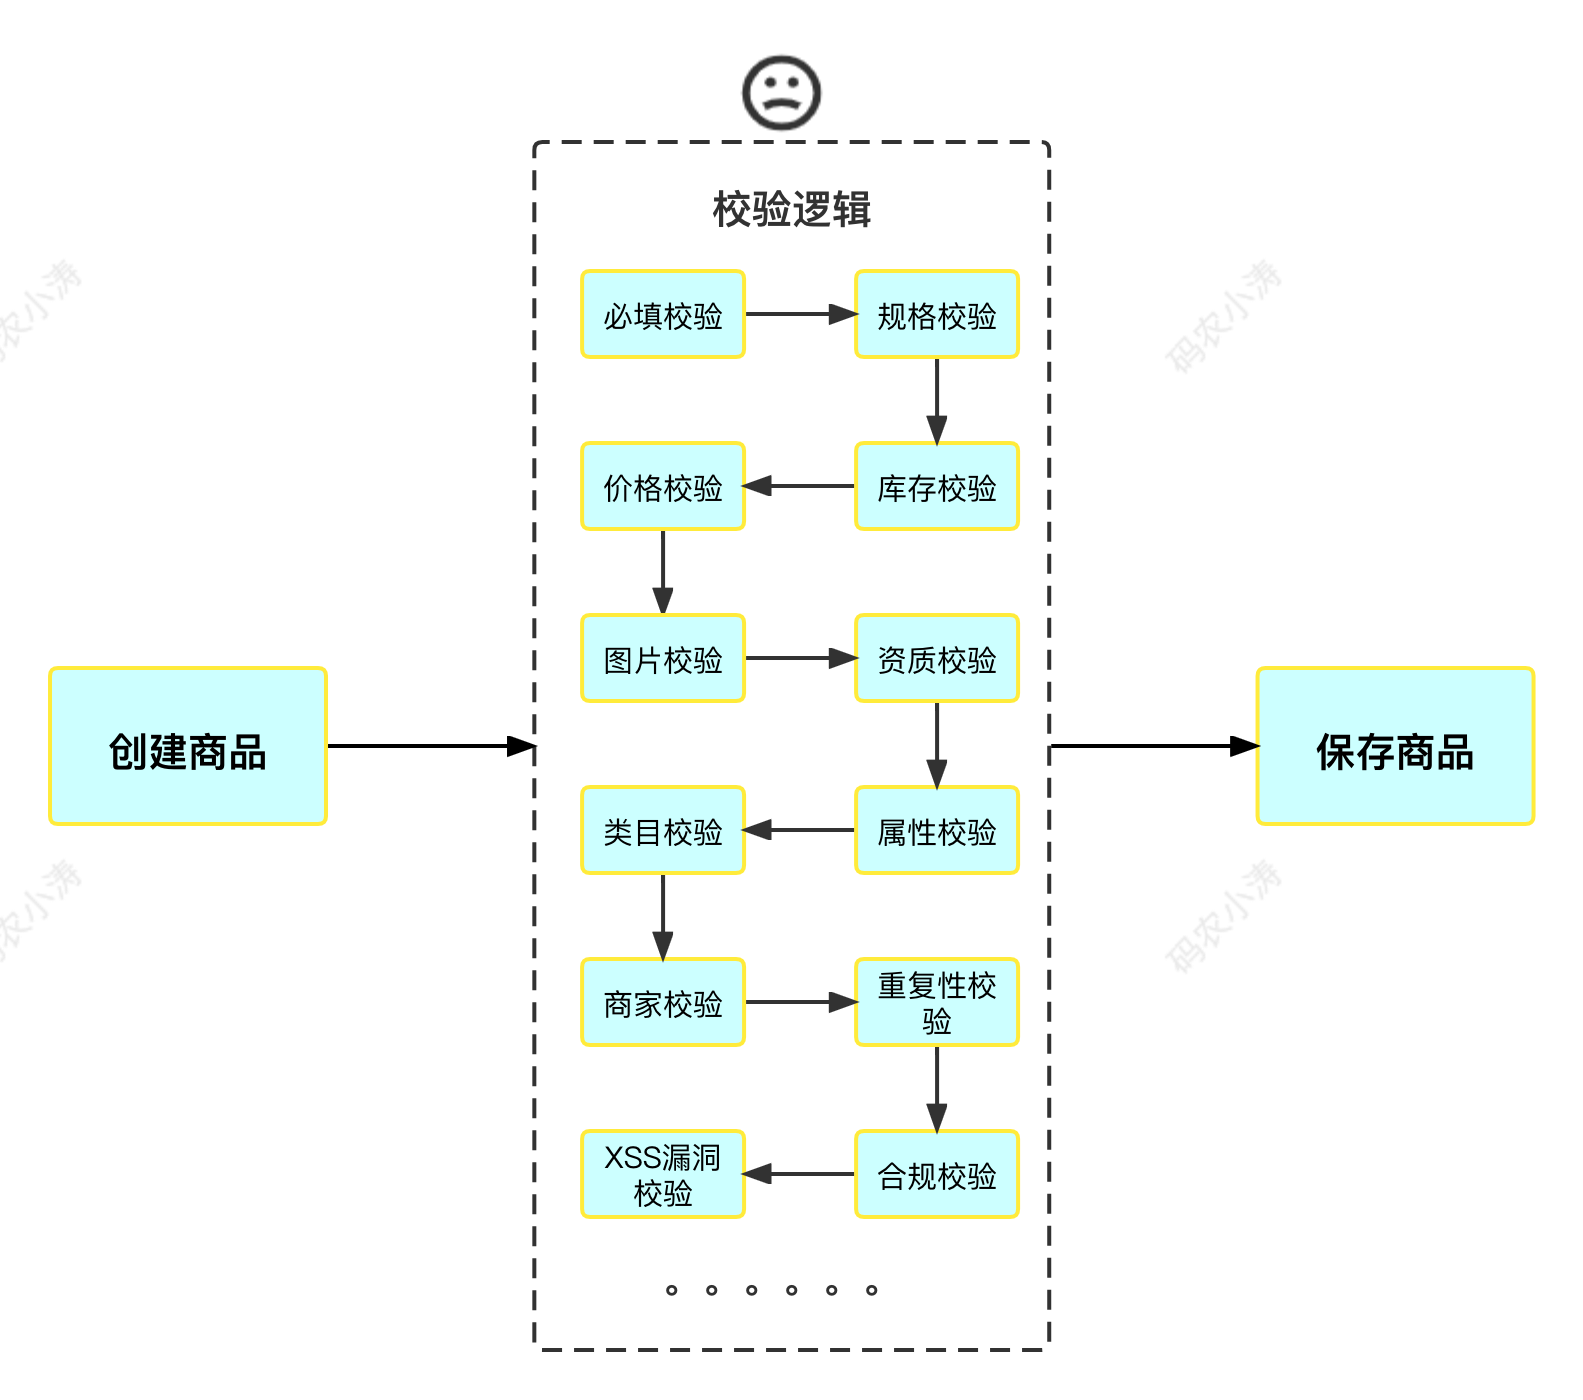 校验逻辑
必填校验
规格校验
价格校验
库存校验
图片校验
资质校验
创建商品
保存商品
类目校验
属性校验
商家校验
重复性校
验
XSS漏洞
校验
合规校验
。。。。。。
码农小涛
码农小涛
农小涛
农小涛